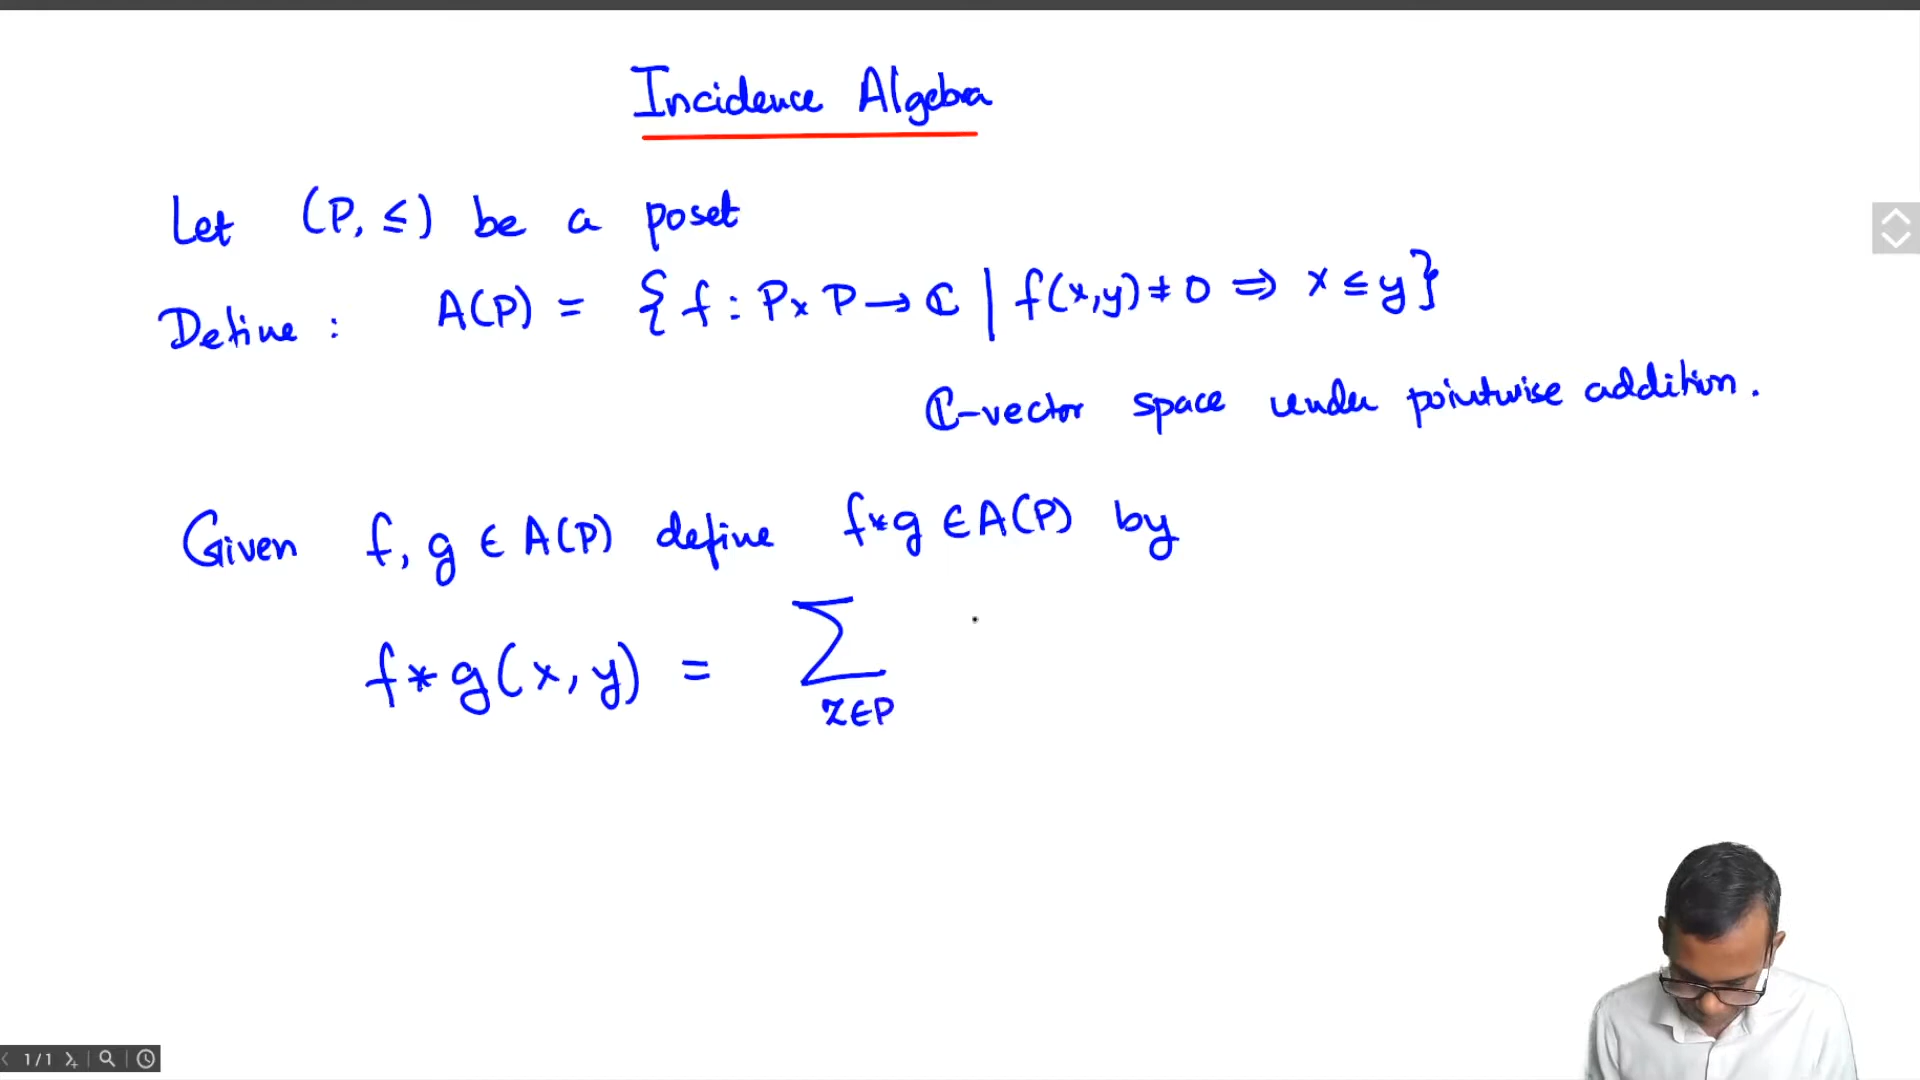 Incidence Algebra
Let (P, ≤) be a poset
Define : A(P) = { f : P x P → ℂ | f(x,y) ≠ 0 ⇒ x ≤ y }
ℂ-vector space under pointwise addition.
Given f, g ∈ A(P) define f*g ∈ A(P) by
f*g(x,y) = ∑
z∈P
1/1